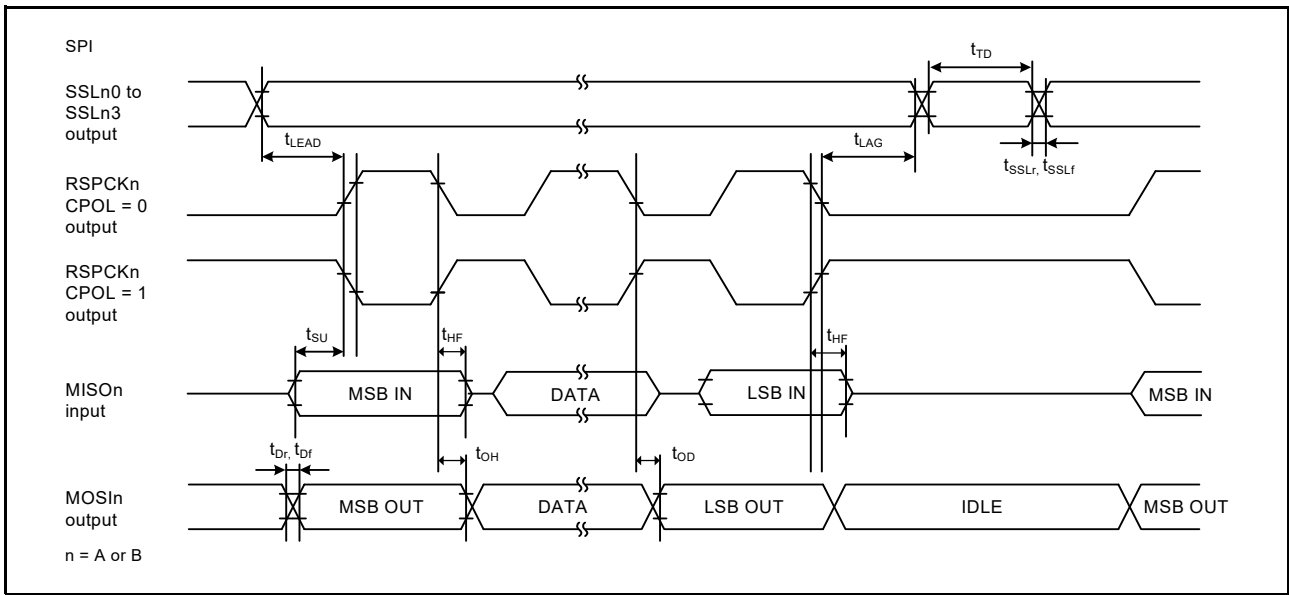 SPI
tTD
SSLn0 to
SSLn3
output
tLEAD
tLAG
tSSLr, tSSLf
RSPCKn
CPOL = 0
output
RSPCKn
CPOL = 1
output
tSU
tHF
tHF
MISOn
input
MSB IN
DATA
LSB IN
MSB IN
tDr, tDf
tOH
tOD
MOSIn
output
MSB OUT
DATA
LSB OUT
IDLE
MSB OUT
n = A or B